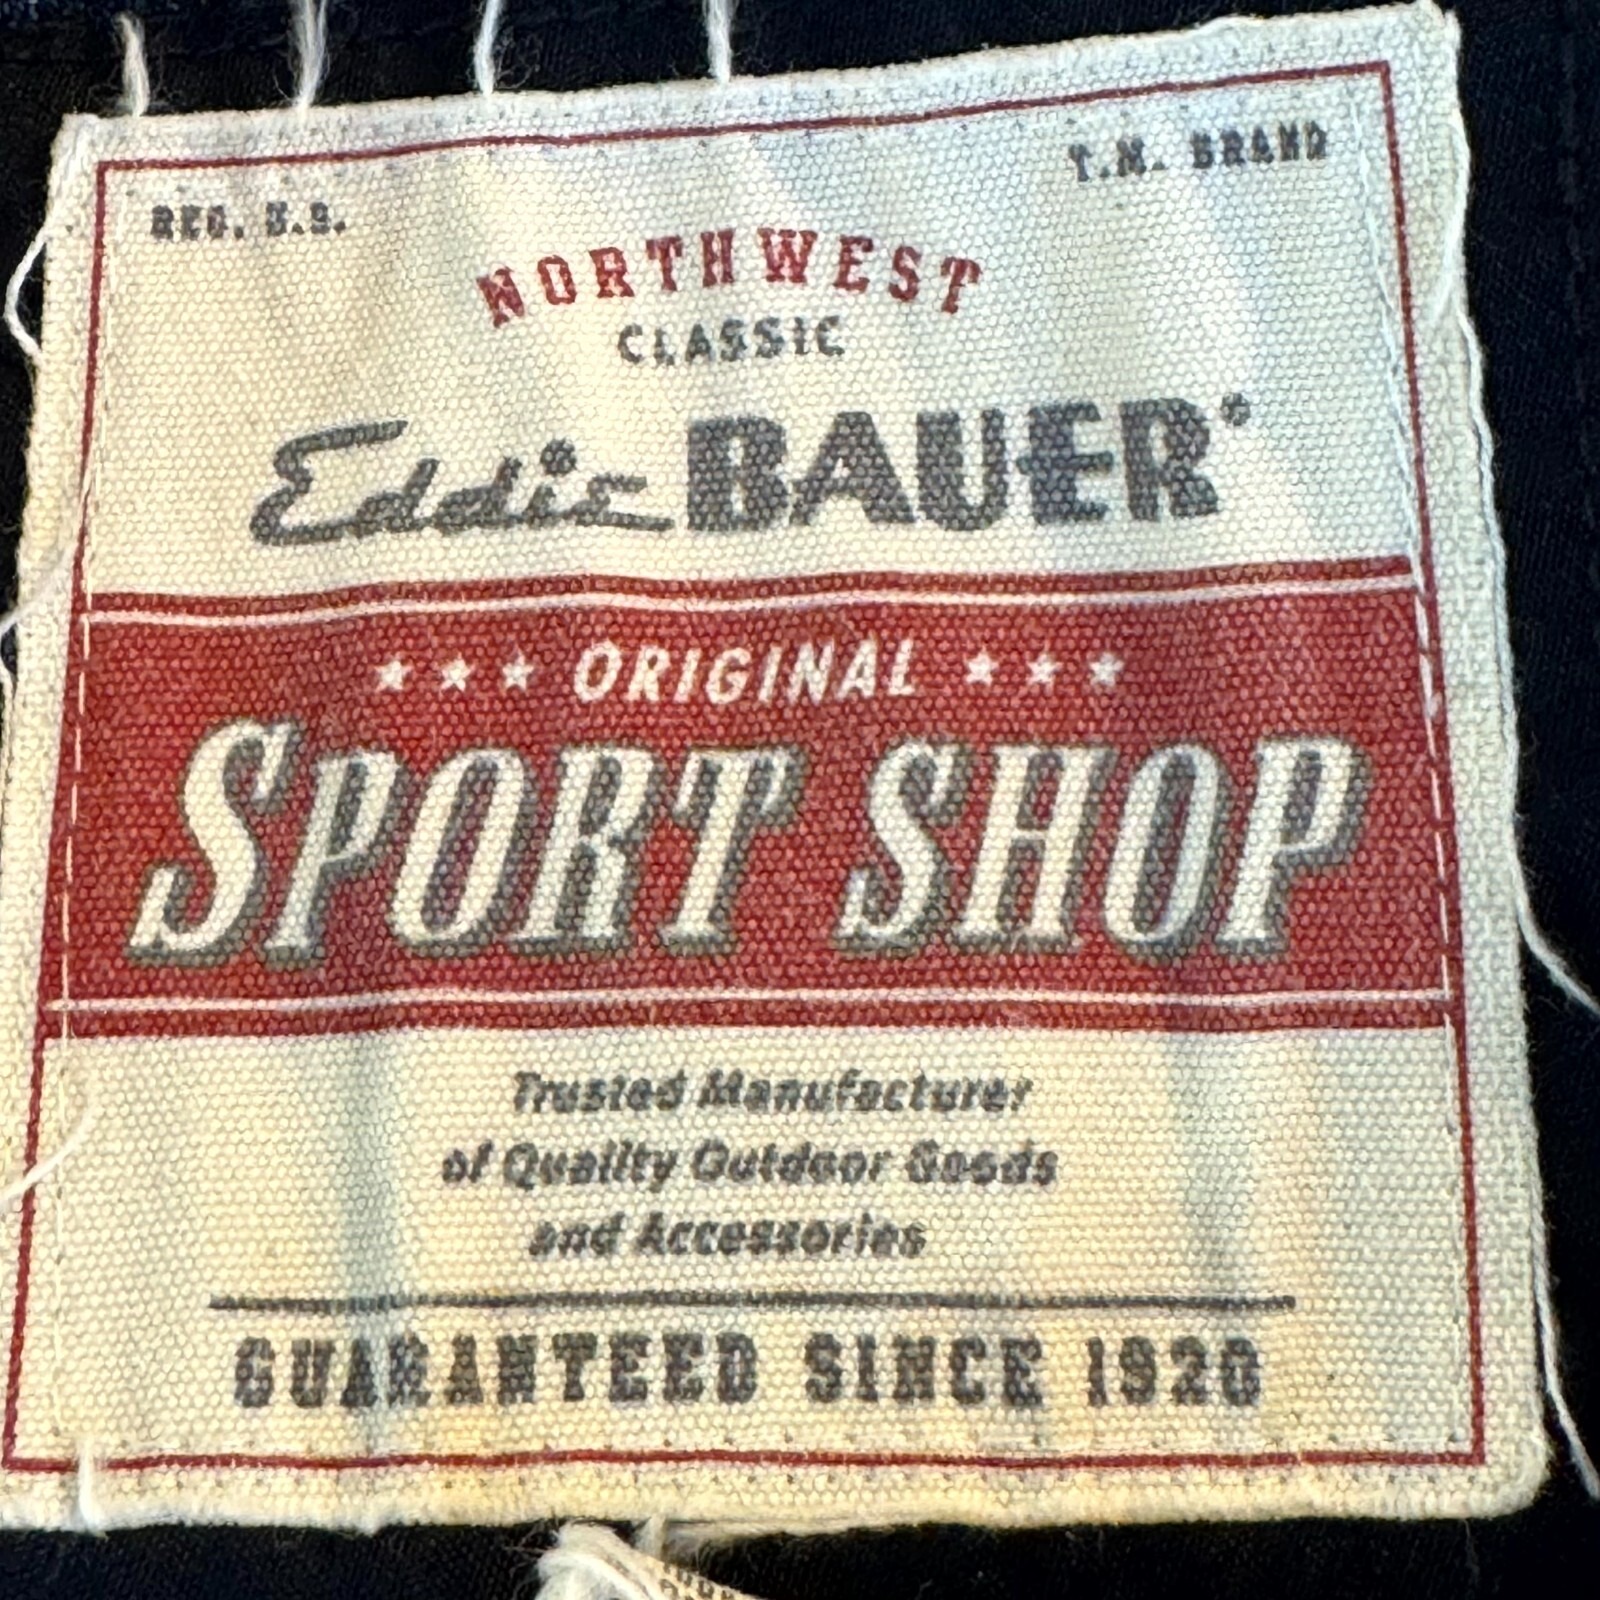 REG. U.S.
T.M. BRAND
NORTHWEST
CLASSIC
Eddie BAUER®
★★★ ORIGINAL ★★★
SPORT SHOP
Trusted Manufacturer
of Quality Outdoor Goods
and Accessories
GUARANTEED SINCE 1920